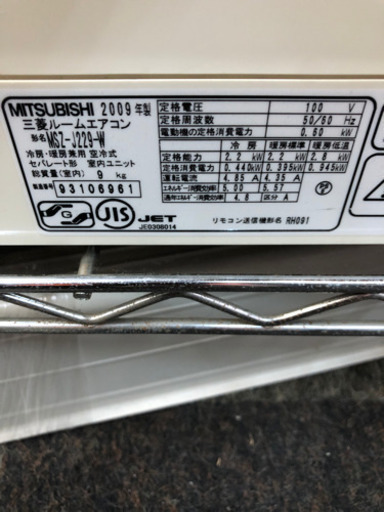 MITSUBISHI 2009年製
三菱ルームエアコン
形名 MSZ-J229-W
冷房・暖房兼用 空冷式
セパレート形 室内ユニット
総質量(室内) 9 kg
製造番号 93106961
定格電圧 100 V
定格周波数 50/60 Hz
電動機の定格消費電力 0.60 kW
冷房 暖房標準 暖房低温
定格能力 2.2 kW 2.2 kW 2.8 kW
定格消費電力 0.440kW 0.395kW 0.945kW
運転電流 4.85 A 4.35 A
エネルギー消費効率 5.00 5.57
通年エネルギー消費効率 4.8 区分 A
G JIS JET
JE0308014
リモコン送信機形名 RH091